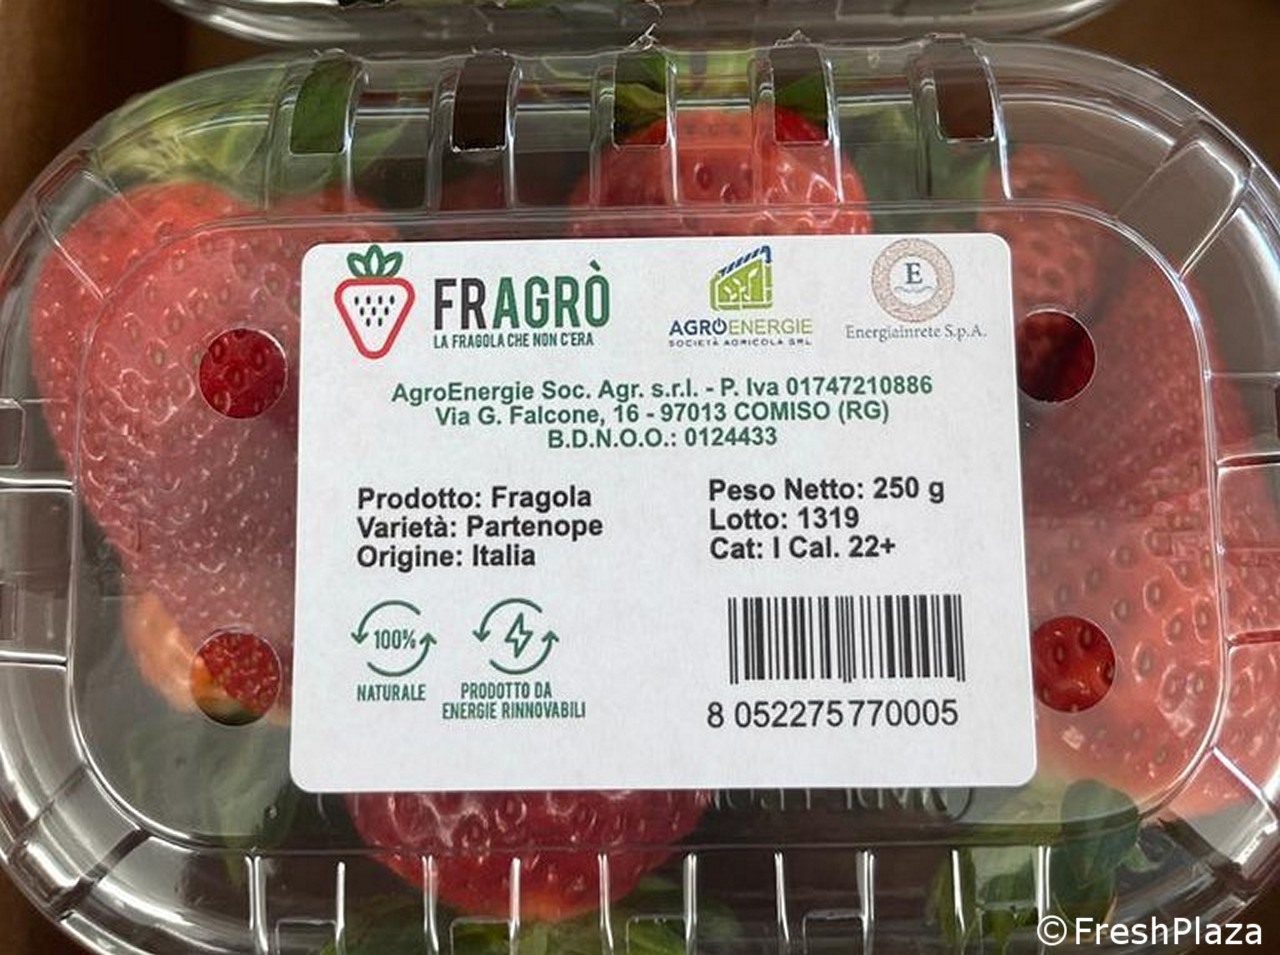 FRAGRÒ
LA FRAGOLA CHE NON C'ERA
AGROENERGIE
SOCIETÀ AGRICOLA SRL
E
Energiainrete S.p.A.
AgroEnergie Soc. Agr. s.r.l. - P. Iva 01747210886
Via G. Falcone, 16 - 97013 COMISO (RG)
B.D.N.O.O.: 0124433
Prodotto: Fragola
Varietà: Partenope
Origine: Italia
Peso Netto: 250 g
Lotto: 1319
Cat: I Cal. 22+
100%
NATURALE
PRODOTTO DA
ENERGIE RINNOVABILI
8 052275 770005
©FreshPlaza